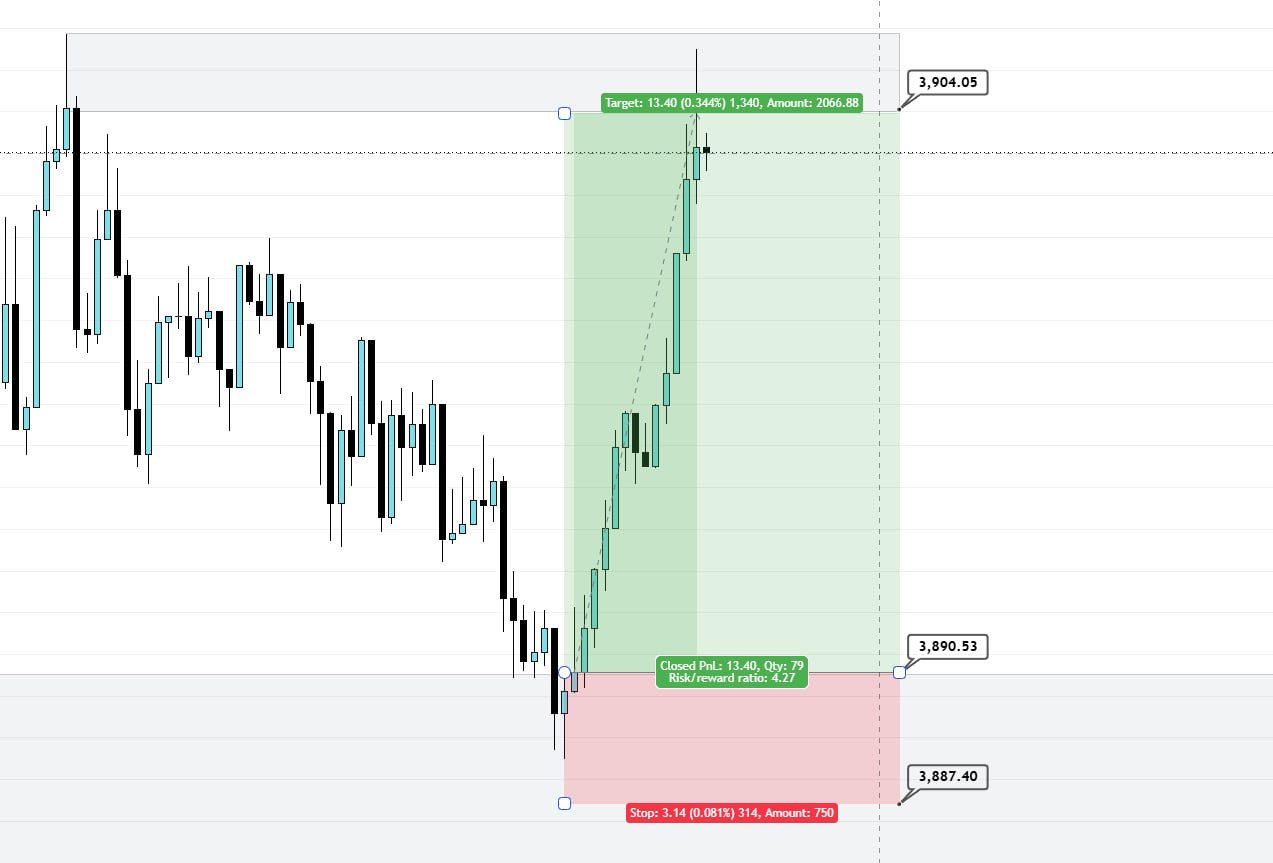 3,904.05
Target: 13.40 (0.344%) 1,340, Amount: 2066.88
3,890.53
Closed PnL: 13.40, Qty: 79
Risk/reward ratio: 4.27
3,887.40
Stop: 3.14 (0.081%) 314, Amount: 750